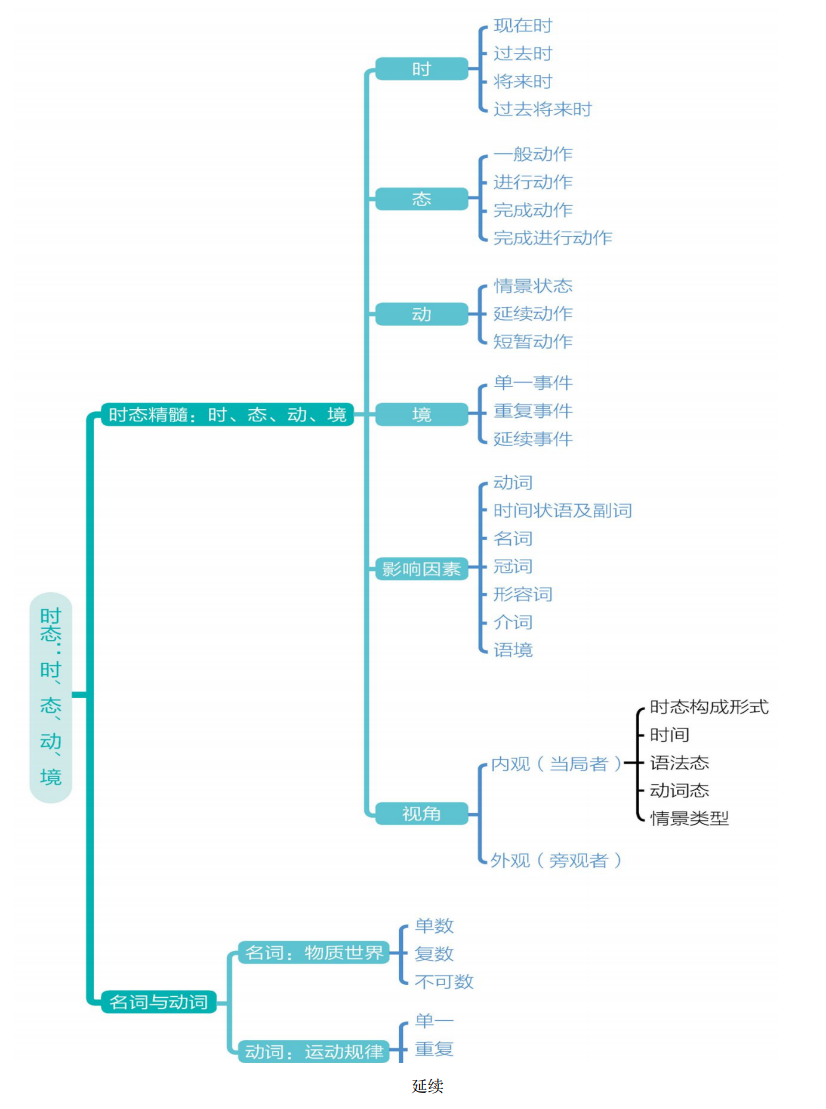 时态：时、态、动、境
时态精髓：时、态、动、境
时
现在时
过去时
将来时
过去将来时
态
一般动作
进行动作
完成动作
完成进行动作
动
情景状态
延续动作
短暂动作
境
单一事件
重复事件
延续事件
影响因素
动词
时间状语及副词
名词
冠词
形容词
介词
语境
视角
内观（当局者）
时态构成形式
时间
语法态
动词态
情景类型
外观（旁观者）
名词与动词
名词：物质世界
单数
复数
不可数
动词：运动规律
单一
重复
延续